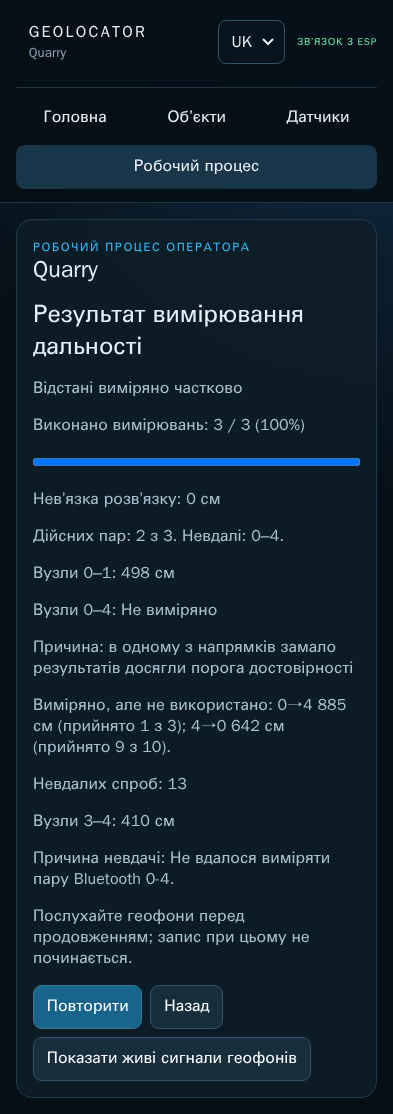 GEOLOCATOR
Quarry
UK
ЗВ'ЯЗОК З ESP
Головна
Об'єкти
Датчики
Робочий процес
РОБОЧИЙ ПРОЦЕС ОПЕРАТОРА
Quarry
Результат вимірювання
дальності
Відстані виміряно частково
Виконано вимірювань: 3 / 3 (100%)
Нев'язка розв'язку: 0 см
Дійсних пар: 2 з 3. Невдалі: 0–4.
Вузли 0–1: 498 см
Вузли 0–4: Не виміряно
Причина: в одному з напрямків замало
результатів досягли порога достовірності
Виміряно, але не використано: 0→4 885
см (прийнято 1 з 3); 4→0 642 см
(прийнято 9 з 10).
Невдалих спроб: 13
Вузли 3–4: 410 см
Причина невдачі: Не вдалося виміряти
пару Bluetooth 0-4.
Послухайте геофони перед
продовженням; запис при цьому не
починається.
Повторити
Назад
Показати живі сигнали геофонів